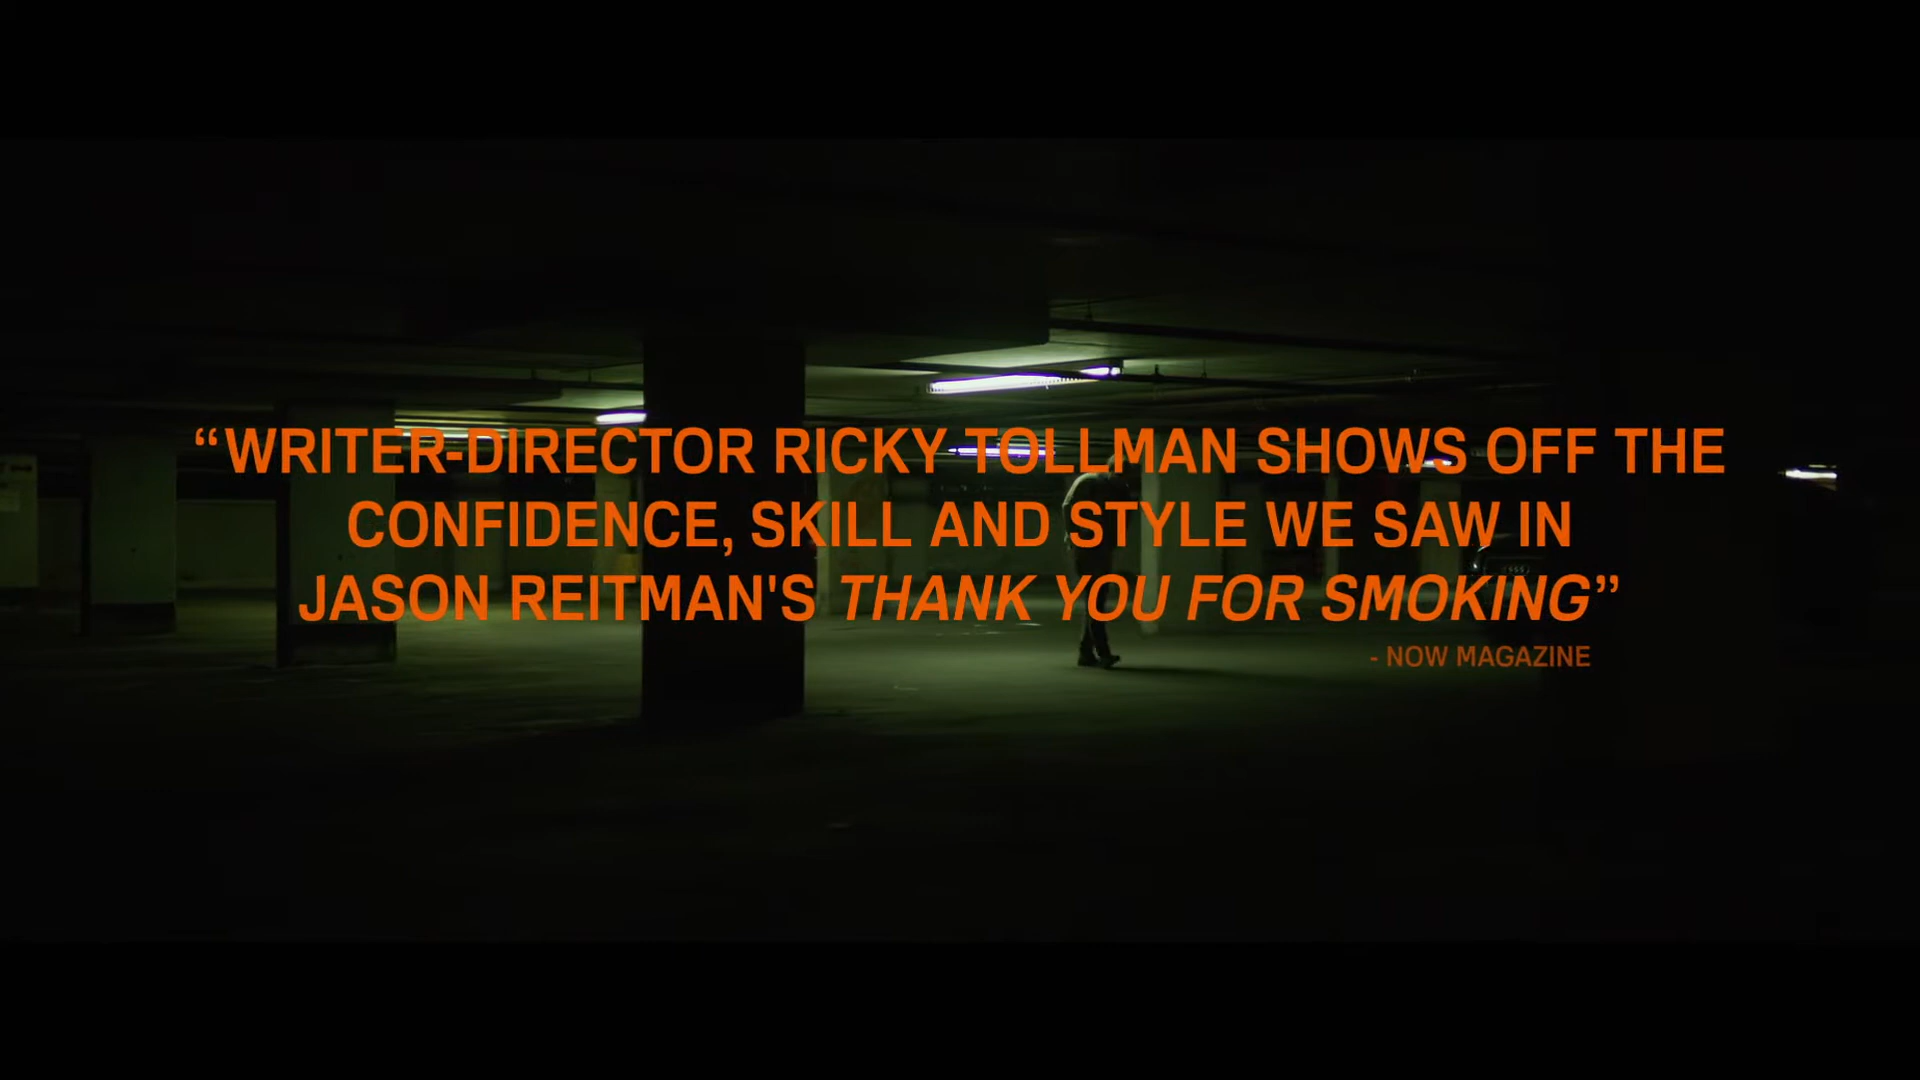 “WRITER-DIRECTOR RICKY TOLLMAN SHOWS OFF THE
CONFIDENCE, SKILL AND STYLE WE SAW IN
JASON REITMAN'S THANK YOU FOR SMOKING”
- NOW MAGAZINE